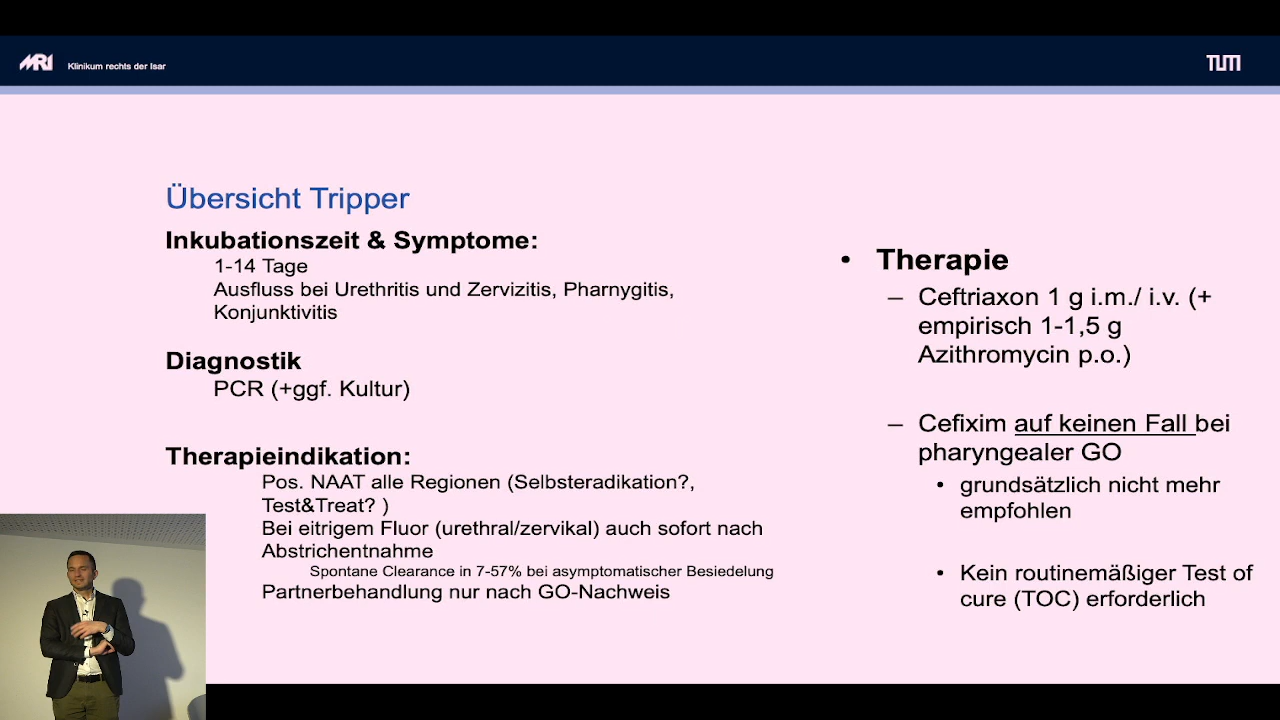 MRI Klinikum rechts der Isar
TUM
Übersicht Tripper
Inkubationszeit & Symptome:
1-14 Tage
Ausfluss bei Urethritis und Zervizitis, Pharnygitis,
Konjunktivitis
Diagnostik
PCR (+ggf. Kultur)
Therapieindikation:
Pos. NAAT alle Regionen (Selbsteradikation?,
Test&Treat? )
Bei eitrigem Fluor (urethral/zervikal) auch sofort nach
Abstrichentnahme
Spontane Clearance in 7-57% bei asymptomatischer Besiedelung
Partnerbehandlung nur nach GO-Nachweis
• Therapie
– Ceftriaxon 1 g i.m./ i.v. (+
empirisch 1-1,5 g
Azithromycin p.o.)
– Cefixim auf keinen Fall bei
pharyngealer GO
• grundsätzlich nicht mehr
empfohlen
• Kein routinemäßiger Test of
cure (TOC) erforderlich